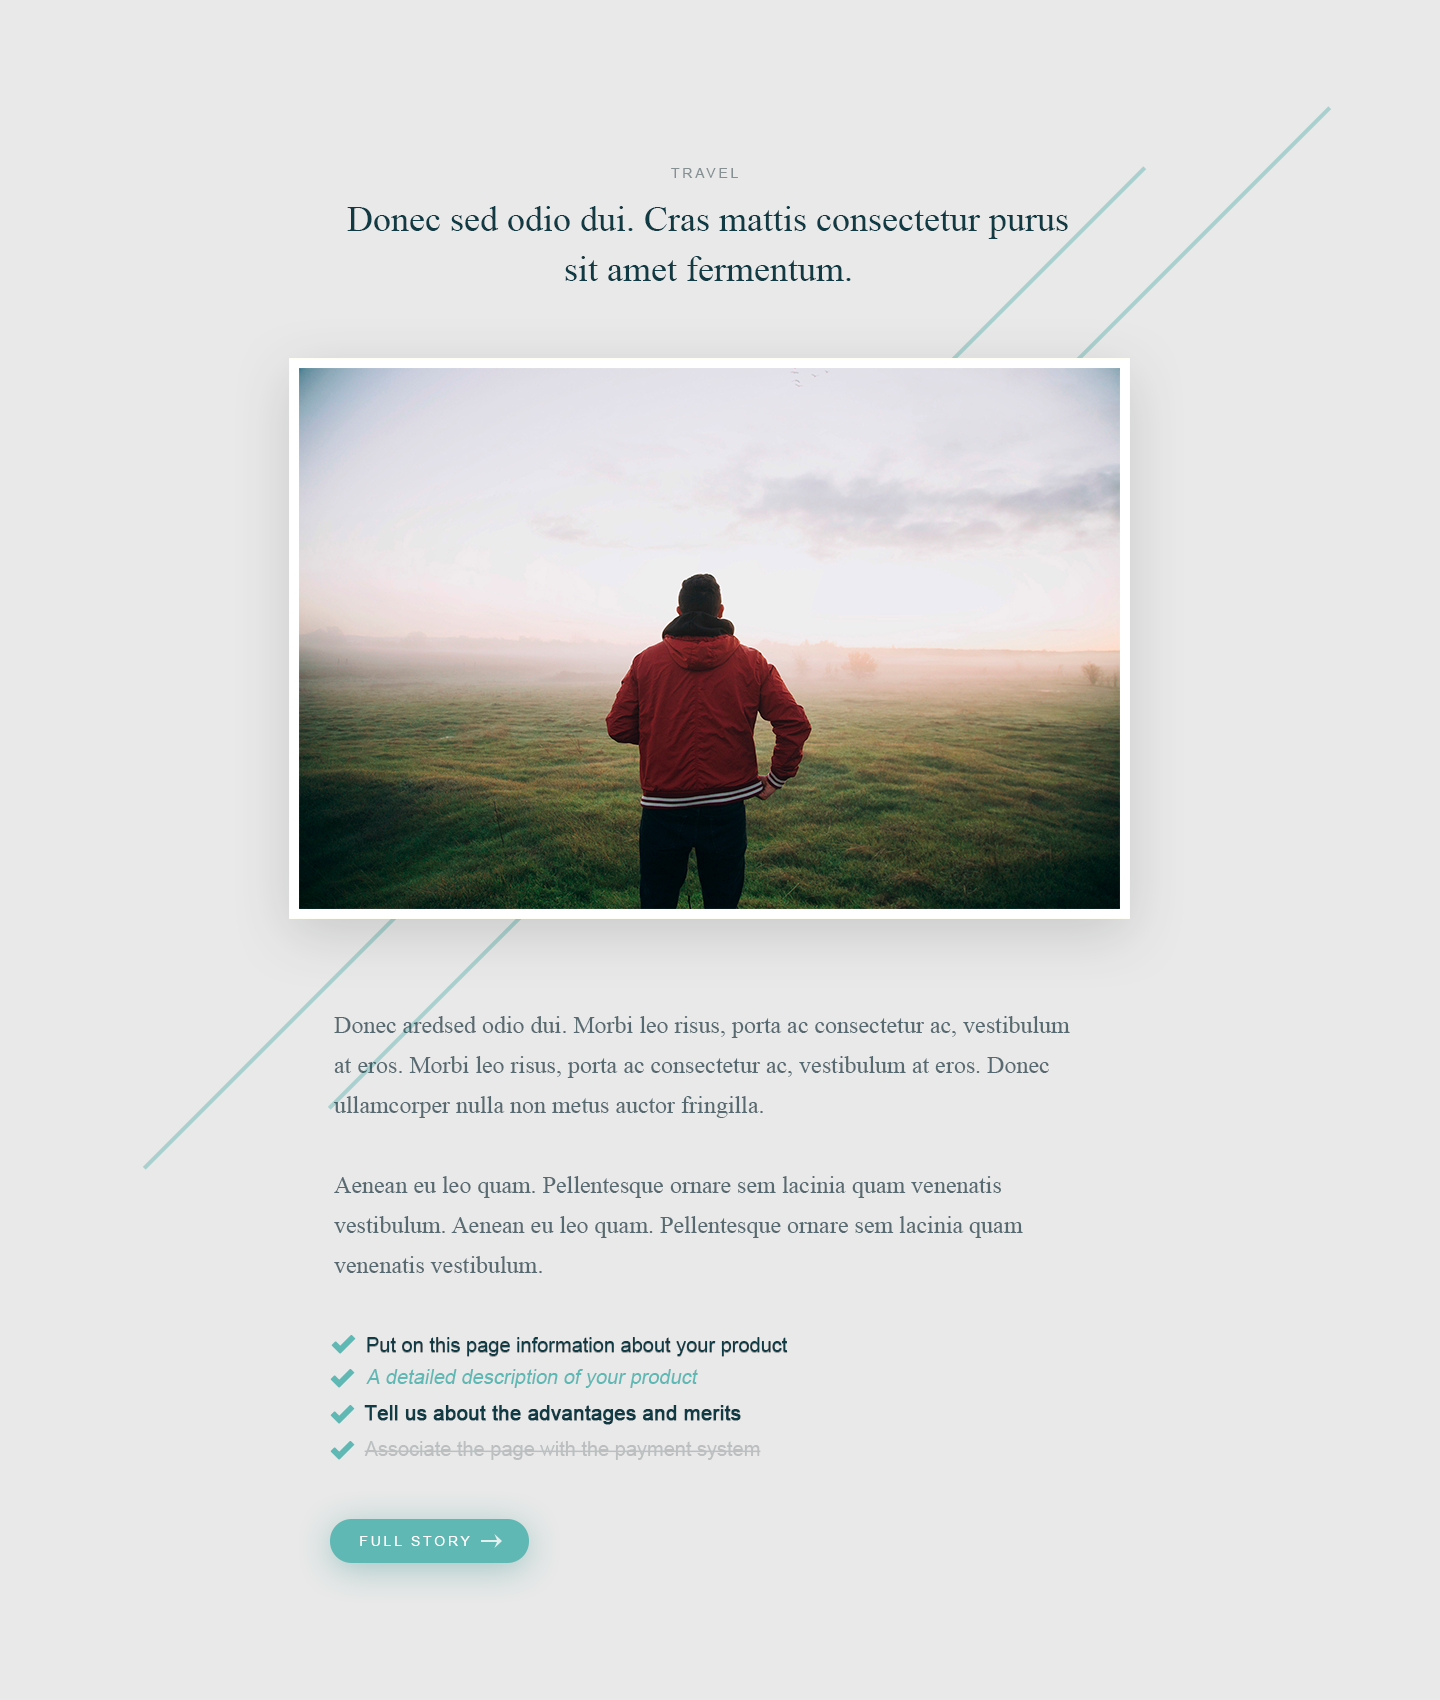 TRAVEL
Donec sed odio dui. Cras mattis consectetur purus
sit amet fermentum.
Donec aredsed odio dui. Morbi leo risus, porta ac consectetur ac, vestibulum
at eros. Morbi leo risus, porta ac consectetur ac, vestibulum at eros. Donec
ullamcorper nulla non metus auctor fringilla.
Aenean eu leo quam. Pellentesque ornare sem lacinia quam venenatis
vestibulum. Aenean eu leo quam. Pellentesque ornare sem lacinia quam
venenatis vestibulum.
Put on this page information about your product
A detailed description of your product
Tell us about the advantages and merits
Associate the page with the payment system
FULL STORY